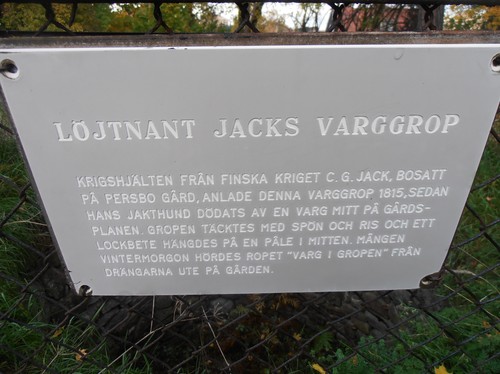 LÖJTNANT JACKS VARGGROP
KRIGSHJÄLTEN FRÅN FINSKA KRIGET C. G. JACK, BOSATT
PÅ PERSBO GÅRD, ANLADE DENNA VARGGROP 1815, SEDAN
HANS JAKTHUND DÖDATS AV EN VARG MITT PÅ GÅRDS-
PLANEN. GROPEN TÄCKTES MED SPÖN OCH RIS OCH ETT
LOCKBETE HÄNGDES PÅ EN PÅLE I MITTEN. MÅNGEN
VINTERMORGON HÖRDES ROPET "VARG I GROPEN" FRÅN
DRÄNGARNA UTE PÅ GÅRDEN.